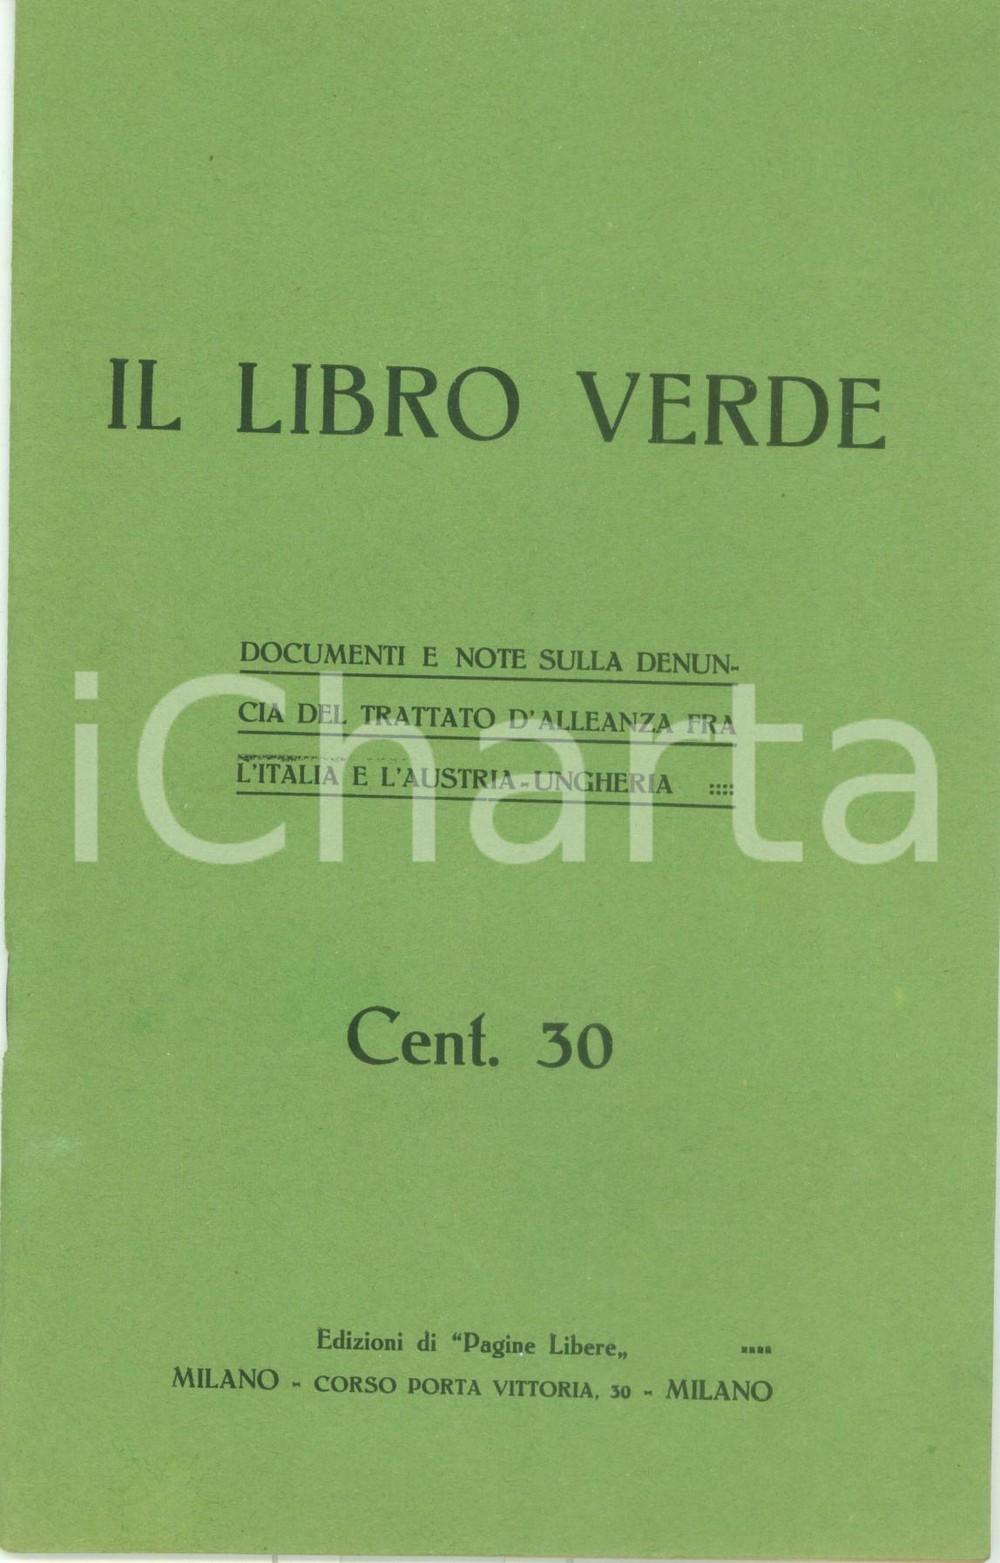 IL LIBRO VERDE
DOCUMENTI E NOTE SULLA DENUN-
CIA DEL TRATTATO D'ALLEANZA FRA
L'ITALIA E L'AUSTRIA-UNGHERIA ::::
iCharta
Cent. 30
Edizioni di “Pagine Libere„
MILANO - CORSO PORTA VITTORIA, 30 - MILANO